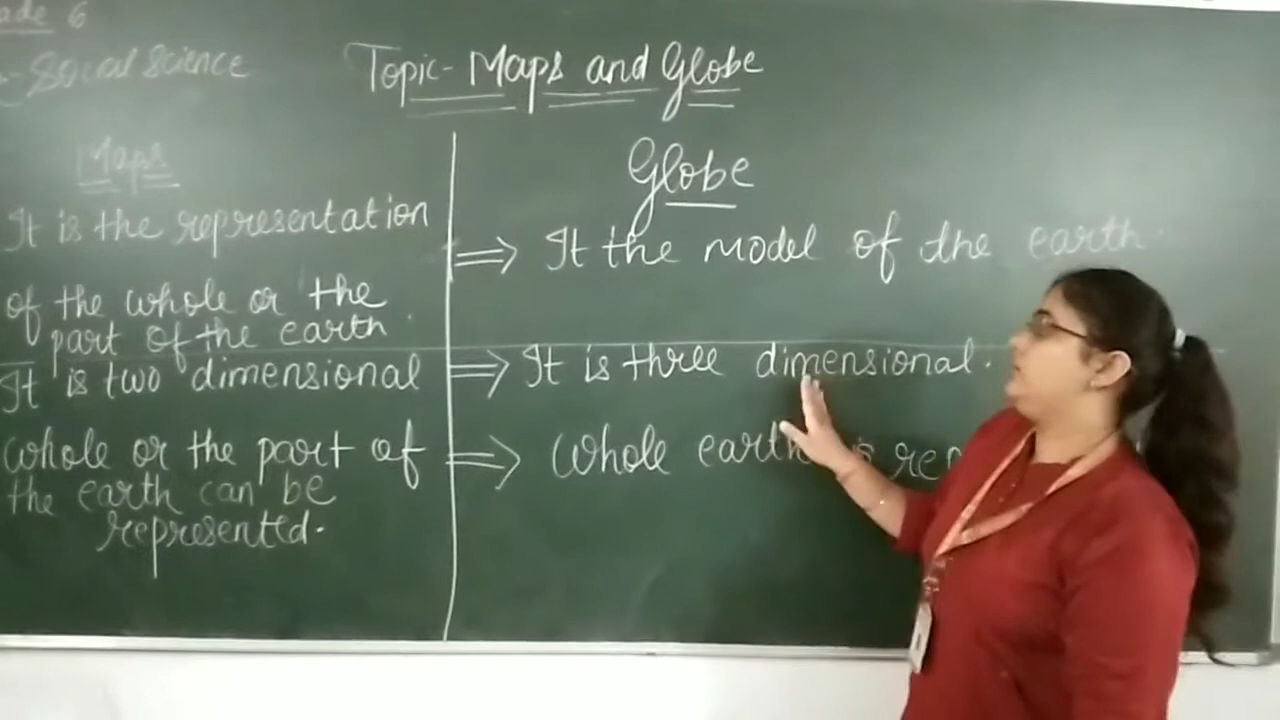 ade 6
Social Science
Topic- Maps and Globe
Maps
It is the representation
of the whole or the
part of the earth.
It is two dimensional
whole or the part of
the earth can be
represented.
Globe
⇒ It the model of the earth.
⇒ It is three dimensional.
⇒ Whole earth is rep